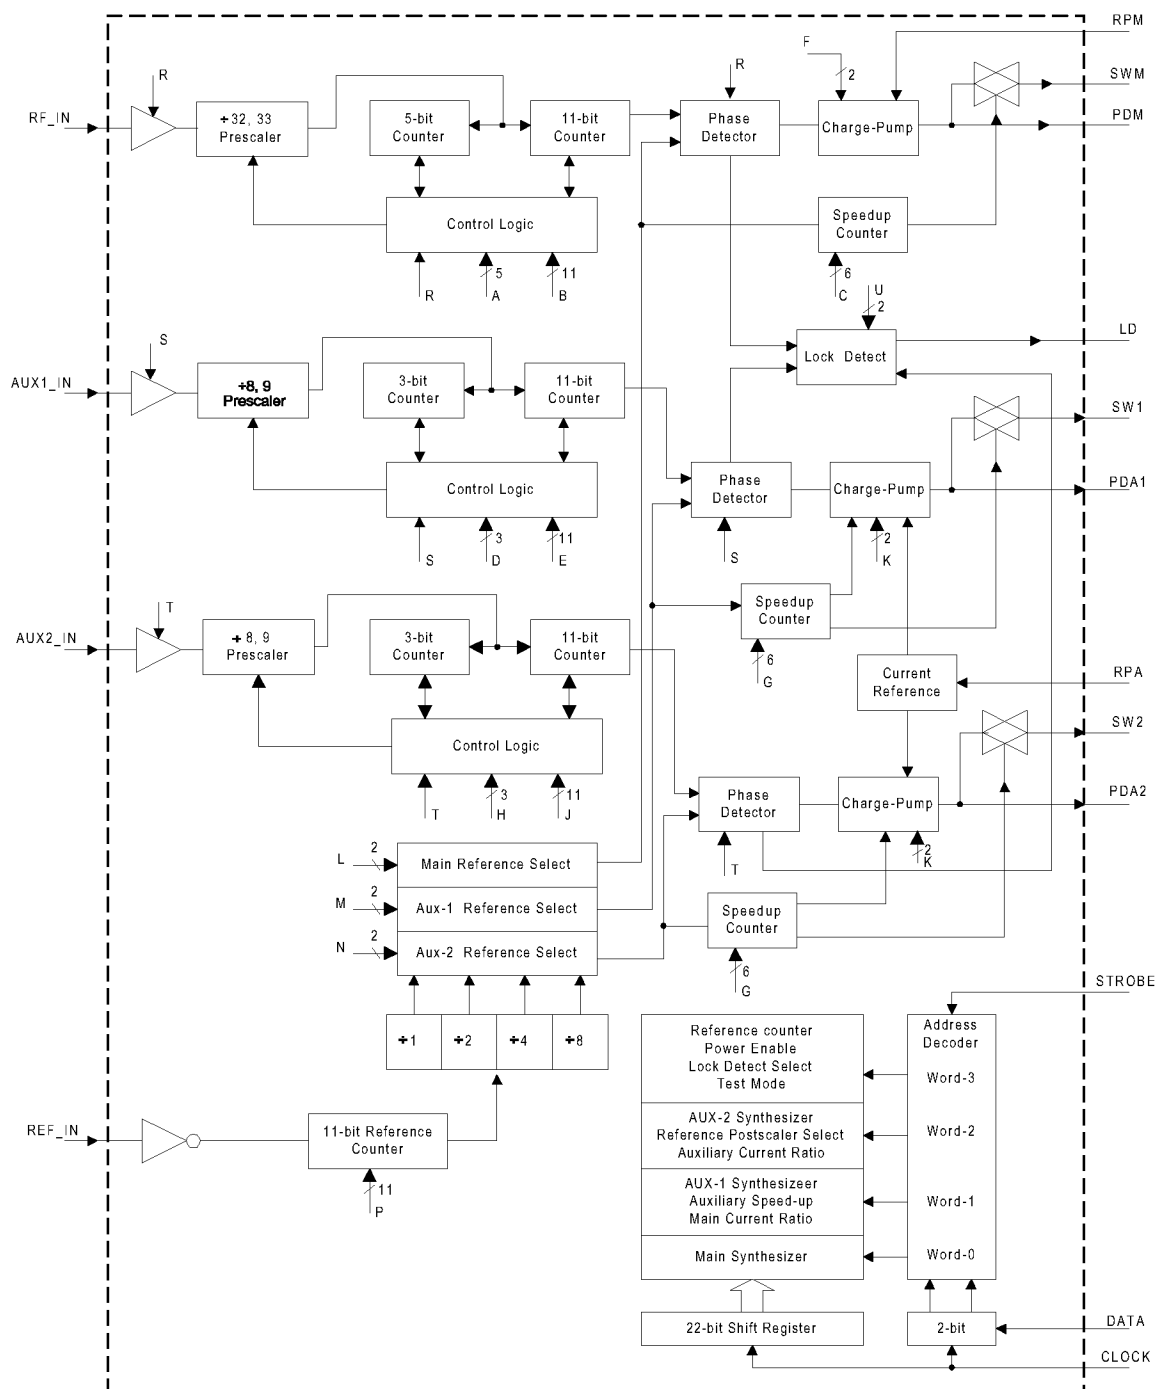 RPM
F
R
R
2
SWM
RF_IN
÷32, 33
Prescaler
5-bit
Counter
11-bit
Counter
Phase
Detector
Charge-Pump
PDM
Control Logic
Speedup
Counter
5
11
6
R
A
B
C
U
2
S
LD
Lock Detect
AUX1_IN
÷8, 9
Prescaler
3-bit
Counter
11-bit
Counter
SW1
Control Logic
Phase
Detector
Charge-Pump
PDA1
3
11
2
S
D
E
S
K
T
Speedup
Counter
AUX2_IN
÷ 8, 9
Prescaler
3-bit
Counter
11-bit
Counter
6
G
Current
Reference
RPA
SW2
Control Logic
Phase
Detector
Charge-Pump
PDA2
3
11
T
H
J
2
T
K
L
2
Main Reference Select
M
2
Aux-1 Reference Select
Speedup
Counter
N
2
Aux-2 Reference Select
6
G
STROBE
÷1
÷2
÷4
÷8
Reference counter
Power Enable
Lock Detect Select
Test Mode
Address
Decoder
Word-3
REF_IN
11-bit Reference
Counter
AUX-2 Synthesizer
Reference Postscaler Select
Auxiliary Current Ratio
Word-2
11
P
AUX-1 Synthesizeer
Auxiliary Speed-up
Main Current Ratio
Word-1
Main Synthesizer
Word-0
22-bit Shift Register
2-bit
DATA
CLOCK